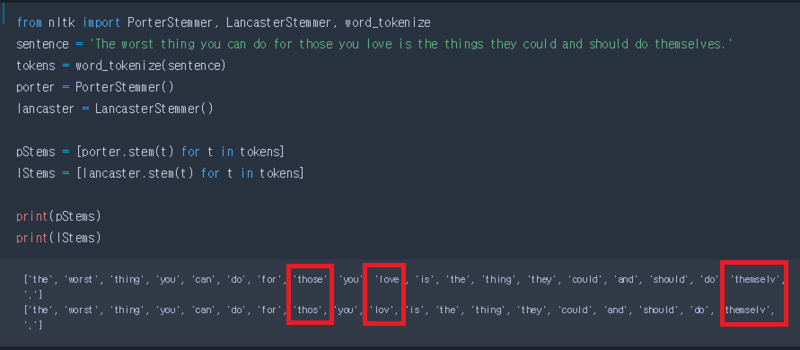 from nltk import PorterStemmer, LancasterStemmer, word_tokenize
sentence = 'The worst thing you can do for those you love is the things they could and should do themselves.'
tokens = word_tokenize(sentence)
porter = PorterStemmer()
lancaster = LancasterStemmer()
pStems = [porter.stem(t) for t in tokens]
lStems = [lancaster.stem(t) for t in tokens]
print(pStems)
print(lStems)
['the', 'worst', 'thing', 'you', 'can', 'do', 'for', 'those', 'you', 'love', 'is', 'the', 'thing', 'they', 'could', 'and', 'should', 'do', 'themselv',
'.']
['the', 'worst', 'thing', 'you', 'can', 'do', 'for', 'thos', 'you', 'lov', 'is', 'the', 'thing', 'they', 'could', 'and', 'should', 'do', 'themselv',
'.']